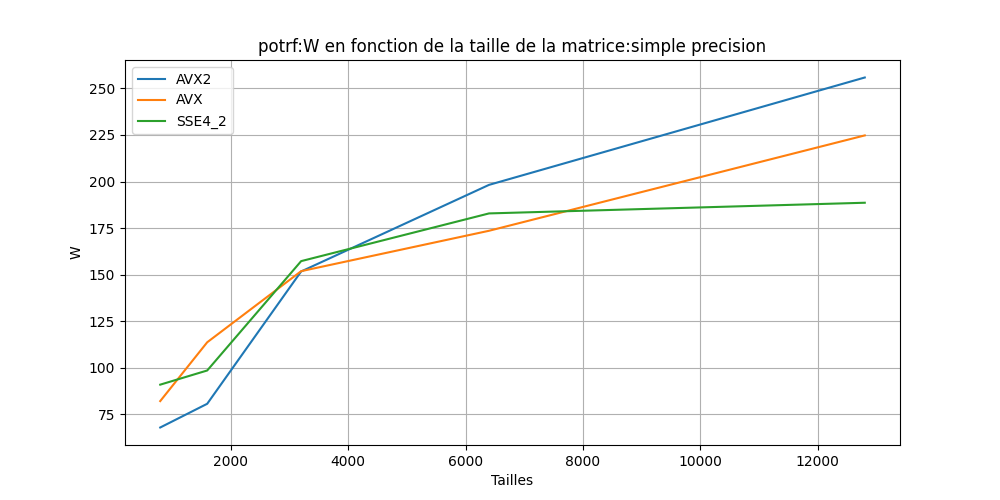 potrf:W en fonction de la taille de la matrice:simple precision
AVX2
AVX
SSE4_2
250
225
200
175
150
125
100
75
W
2000
4000
6000
8000
10000
12000
Tailles